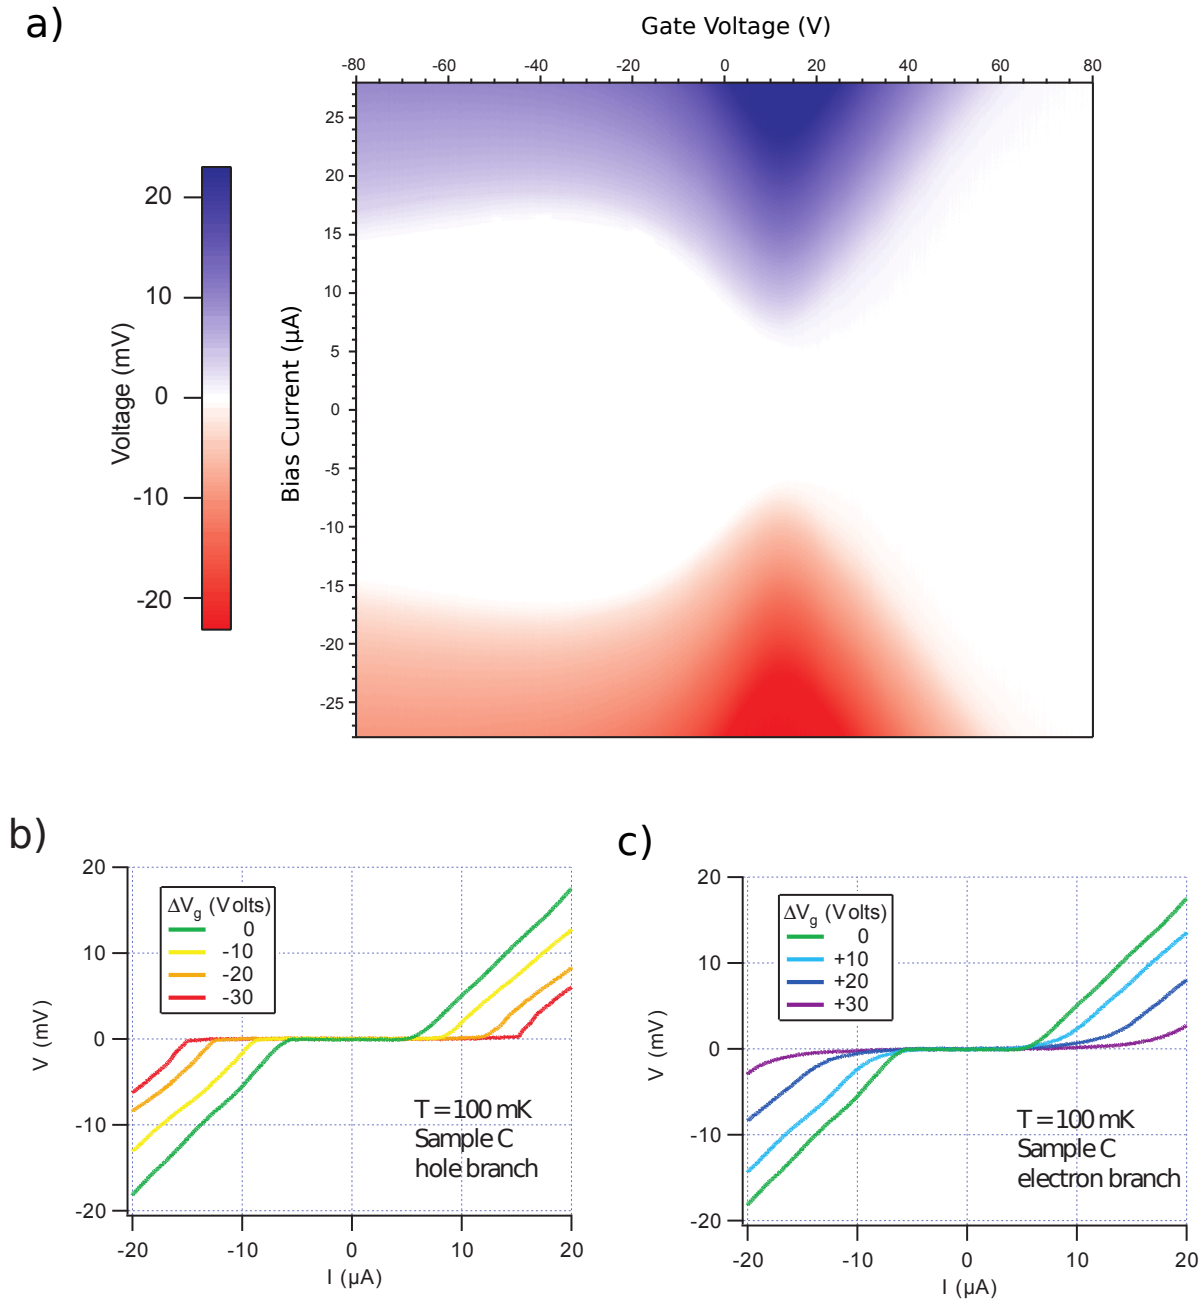 a)
Gate Voltage (V)
-80 -60 -40 -20 0 20 40 60 80
25
20
15
10
5
0
-5
-10
-15
-20
-25
Bias Current (µA)
20
10
0
-10
-20
Voltage (mV)
b)
20
10
0
-10
-20
V (mV)
ΔVg (Volts)
0
-10
-20
-30
T = 100 mK
Sample C
hole branch
-20 -10 0 10 20
I (µA)
c)
20
10
0
-10
-20
V (mV)
ΔVg (Volts)
0
+10
+20
+30
T = 100 mK
Sample C
electron branch
-20 -10 0 10 20
I (µA)